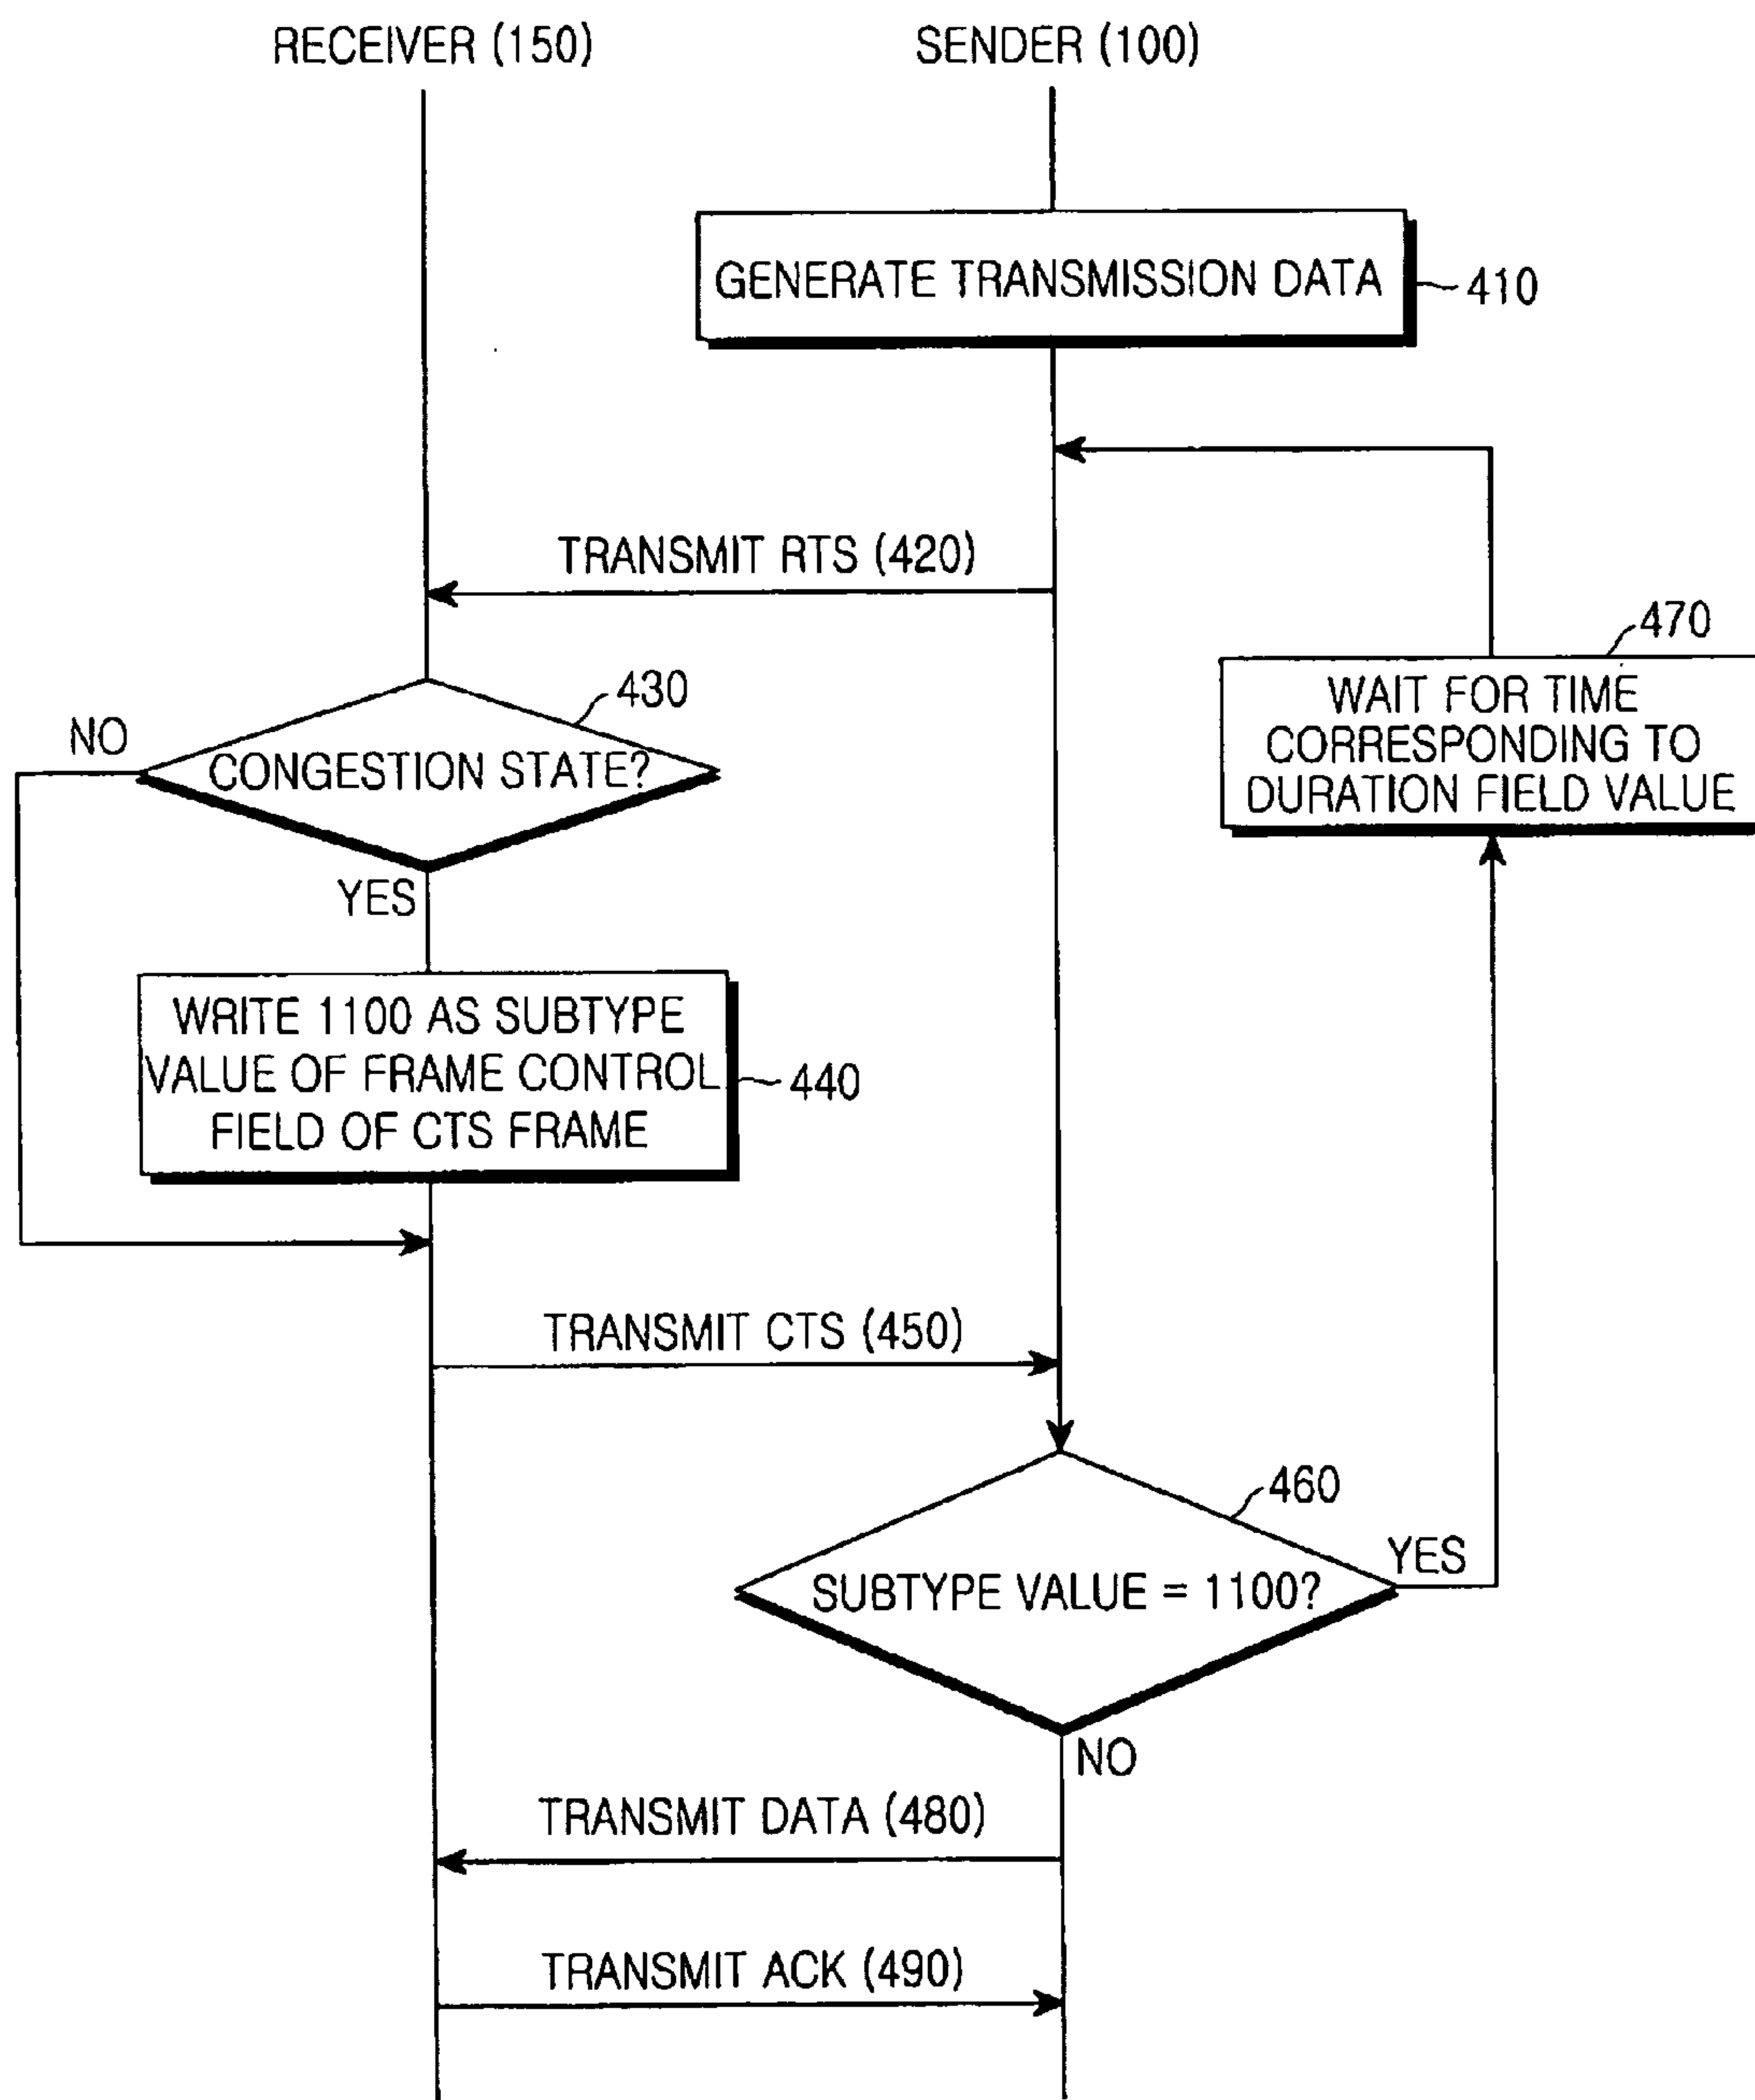 RECEIVER (150)
SENDER (100)
GENERATE TRANSMISSION DATA
410
TRANSMIT RTS (420)
470
WAIT FOR TIME
CORRESPONDING TO
DURATION FIELD VALUE
430
NO
CONGESTION STATE?
YES
WRITE 1100 AS SUBTYPE
VALUE OF FRAME CONTROL
FIELD OF CTS FRAME
440
TRANSMIT CTS (450)
460
YES
SUBTYPE VALUE = 1100?
NO
TRANSMIT DATA (480)
TRANSMIT ACK (490)